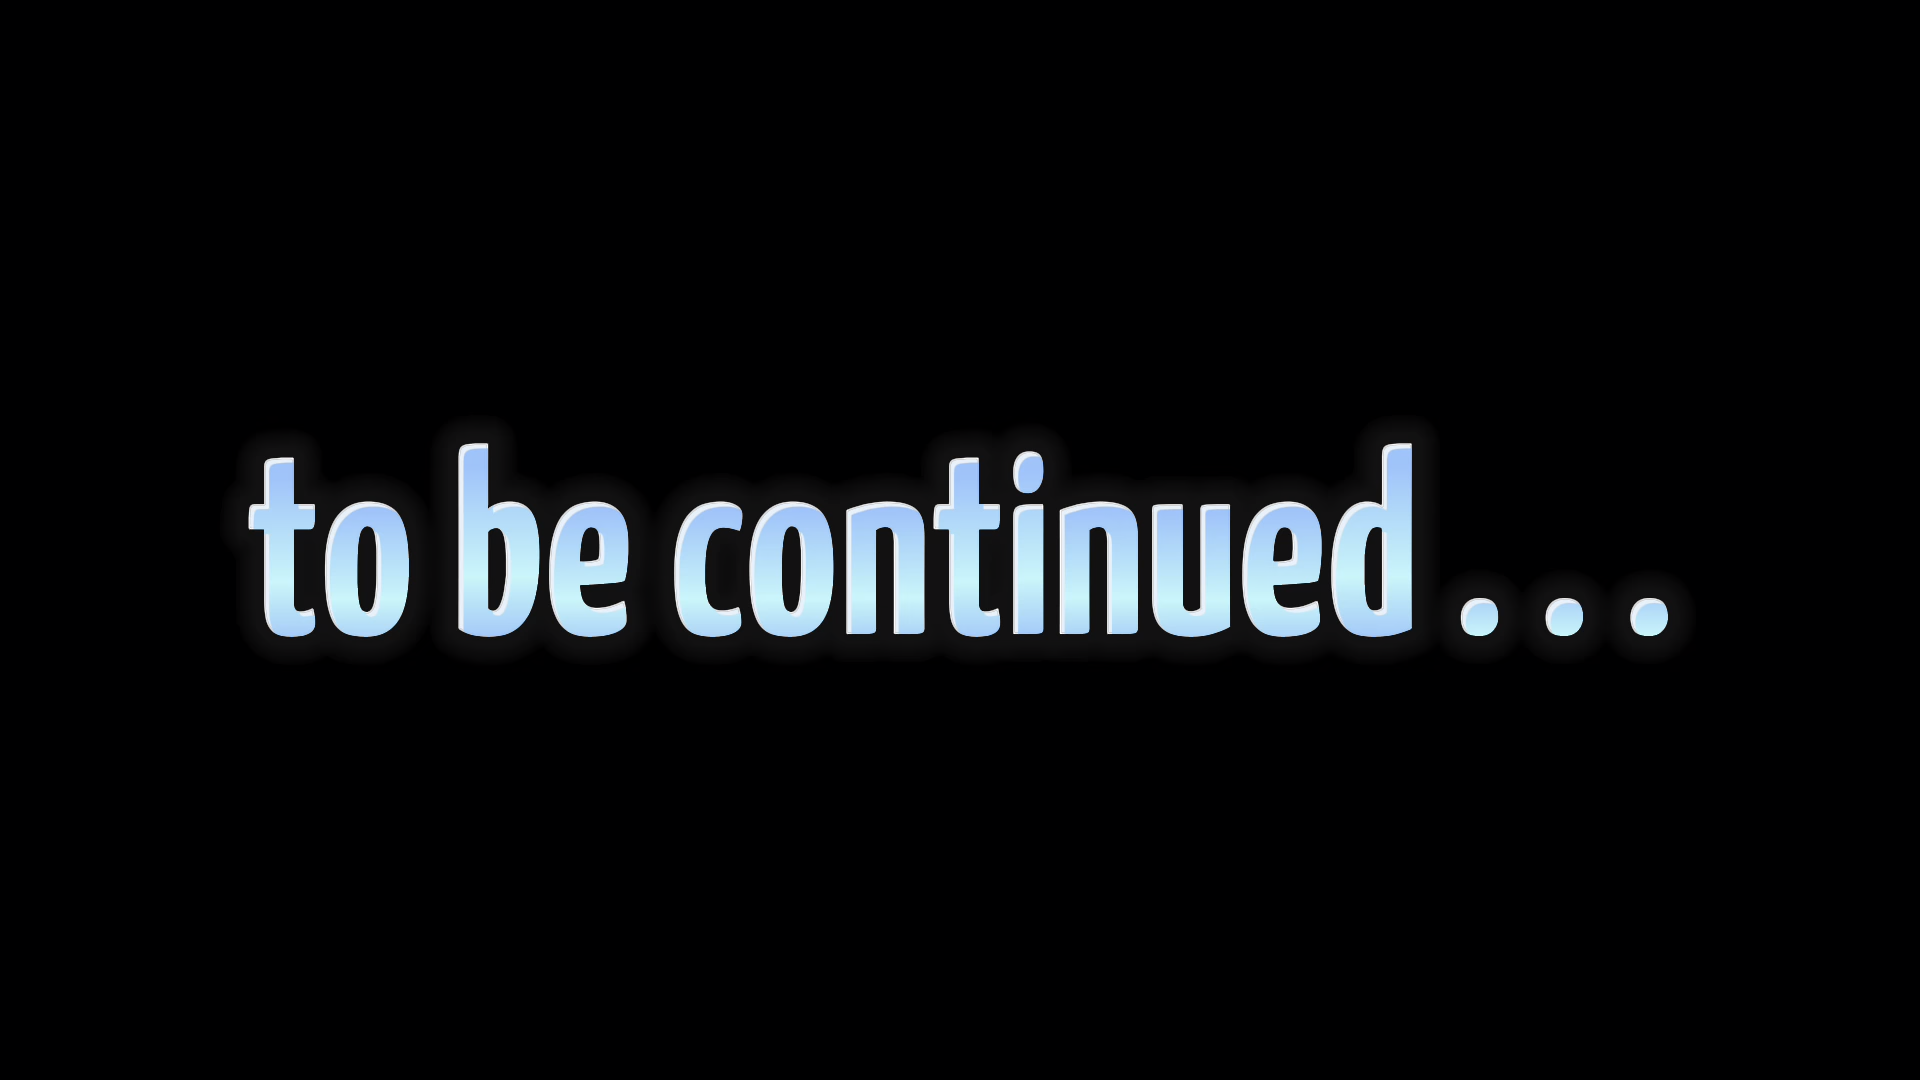 to be continued . . .